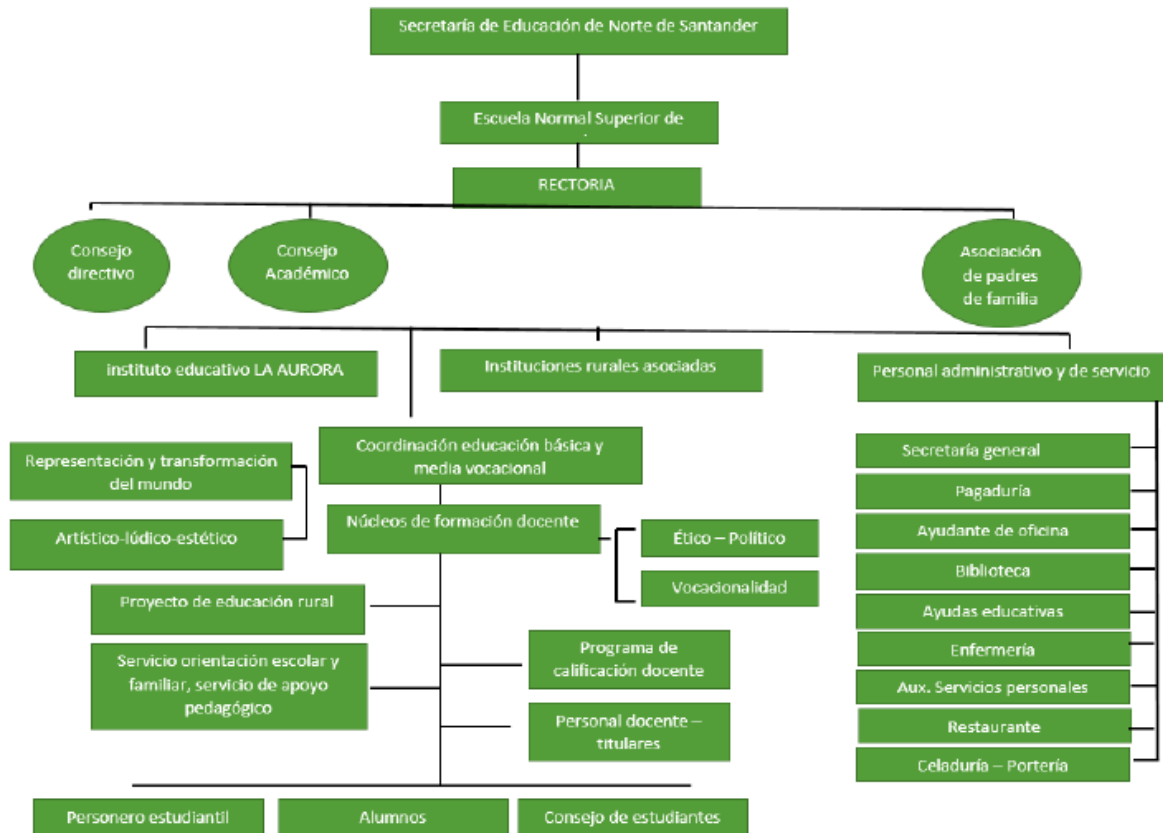 Secretaría de Educación de Norte de Santander
Escuela Normal Superior de
RECTORIA
Consejo
directivo
Consejo
Académico
Asociación
de padres
de familia
instituto educativo LA AURORA
Instituciones rurales asociadas
Personal administrativo y de servicio
Representación y transformación
del mundo
Artístico-lúdico-estético
Coordinación educación básica y
media vocacional
Núcleos de formación docente
Ético – Político
Vocacionalidad
Proyecto de educación rural
Servicio orientación escolar y
familiar, servicio de apoyo
pedagógico
Programa de
calificación docente
Personal docente –
titulares
Secretaría general
Pagaduría
Ayudante de oficina
Biblioteca
Ayudas educativas
Enfermería
Aux. Servicios personales
Restaurante
Celaduría – Portería
Personero estudiantil
Alumnos
Consejo de estudiantes